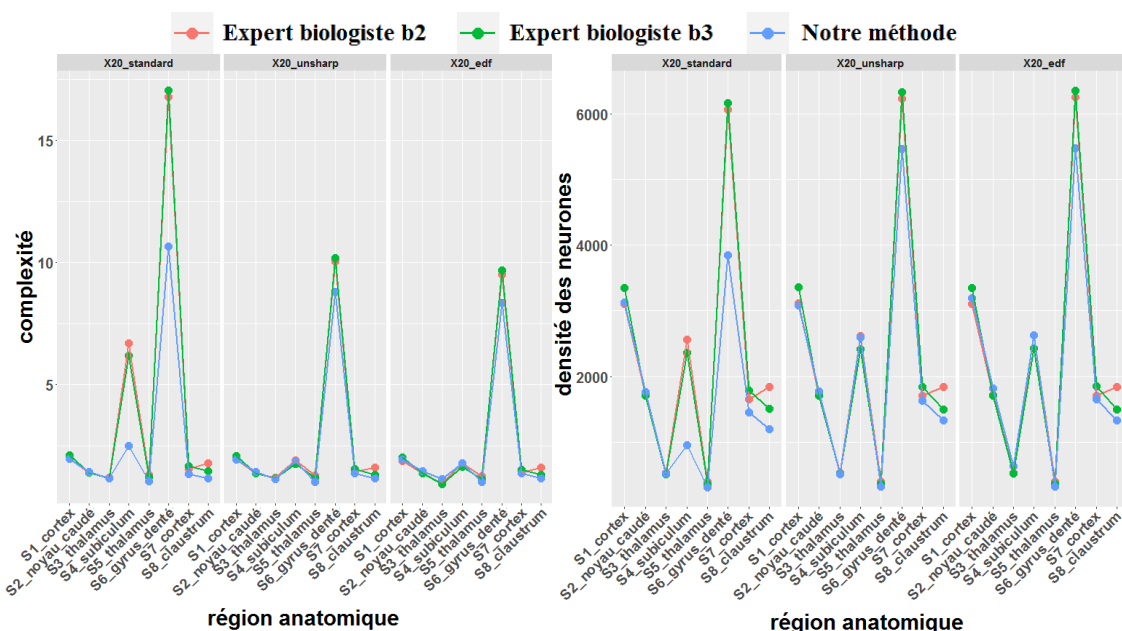 Expert biologiste b2 Expert biologiste b3 Notre méthode
X20_standard X20_unsharp X20_edf
complexité
15
10
5
S1_cortex
S2_noyau_caudé
S3_thalamus
S4_subiculum
S5_thalamus
S6_gyrus_denté
S7_cortex
S8_claustrum
S1_cortex
S2_noyau_caudé
S3_thalamus
S4_subiculum
S5_thalamus
S6_gyrus_denté
S7_cortex
S8_claustrum
S1_cortex
S2_noyau_caudé
S3_thalamus
S4_subiculum
S5_thalamus
S6_gyrus_denté
S7_cortex
S8_claustrum
région anatomique
X20_standard X20_unsharp X20_edf
densité des neurones
6000
4000
2000
S1_cortex
S2_noyau_caudé
S3_thalamus
S4_subiculum
S5_thalamus
S6_gyrus_denté
S7_cortex
S8_claustrum
S1_cortex
S2_noyau_caudé
S3_thalamus
S4_subiculum
S5_thalamus
S6_gyrus_denté
S7_cortex
S8_claustrum
S1_cortex
S2_noyau_caudé
S3_thalamus
S4_subiculum
S5_thalamus
S6_gyrus_denté
S7_cortex
S8_claustrum
région anatomique